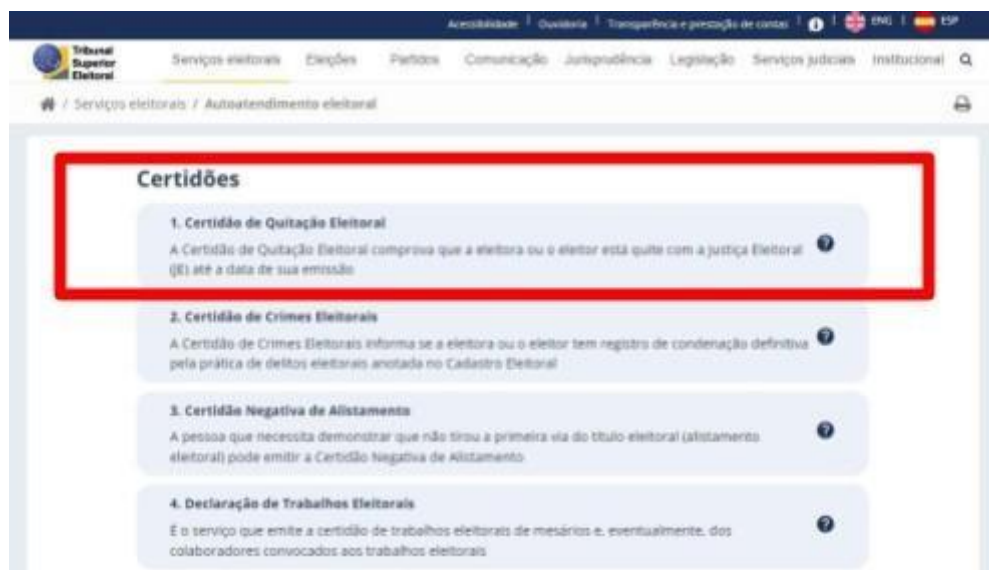 Acessibilidade | Ouvidoria | Transparência e prestação de contas | ENG | ESP
Tribunal
Superior
Eleitoral
Serviços eleitorais Eleições Partidos Comunicação Jurisprudência Legislação Serviços judiciais Institucional
/ Serviços eleitorais / Autoatendimento eleitoral
Certidões
1. Certidão de Quitação Eleitoral
A Certidão de Quitação Eleitoral comprova que a eleitora ou o eleitor está quite com a Justiça Eleitoral
(JE) até a data de sua emissão
2. Certidão de Crimes Eleitorais
A Certidão de Crimes Eleitorais informa se a eleitora ou o eleitor tem registro de condenação definitiva
pela prática de delitos eleitorais anotada no Cadastro Eleitoral
3. Certidão Negativa de Alistamento
A pessoa que necessita demonstrar que não tirou a primeira via do título eleitoral (alistamento
eleitoral) pode emitir a Certidão Negativa de Alistamento
4. Declaração de Trabalhos Eleitorais
É o serviço que emite a certidão de trabalhos eleitorais de mesários e, eventualmente, dos
colaboradores convocados aos trabalhos eleitorais